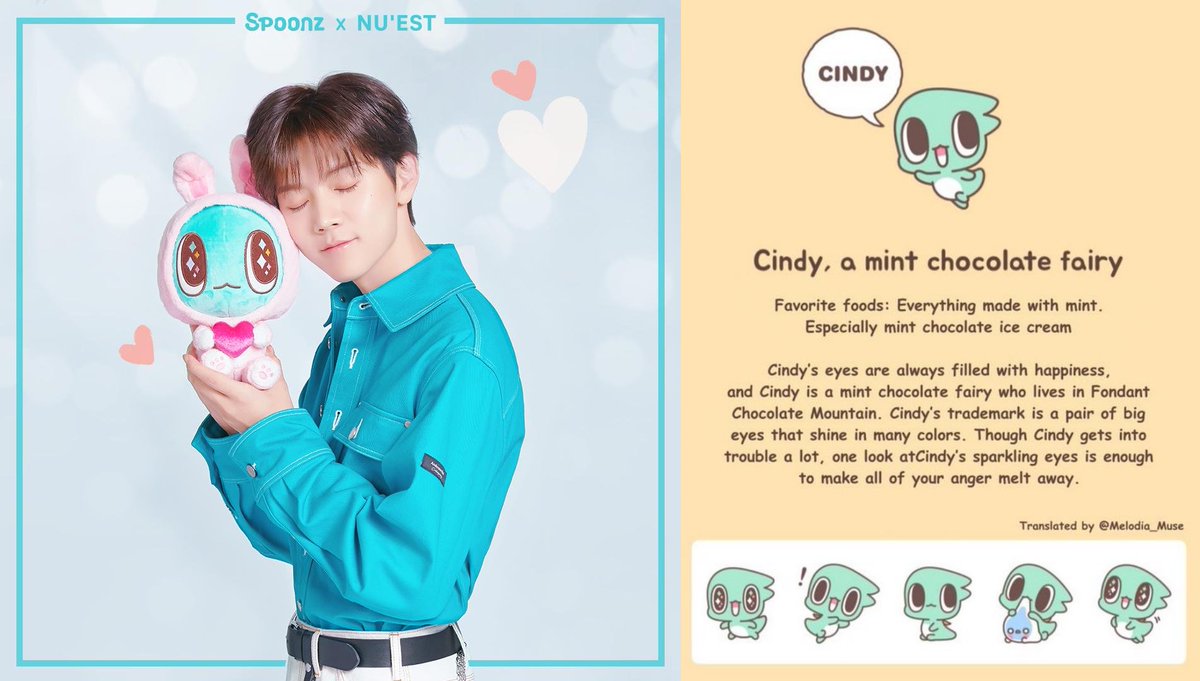 Spoonz x NU'EST
CINDY
Cindy, a mint chocolate fairy
Favorite foods: Everything made with mint.
Especially mint chocolate ice cream
Cindy's eyes are always filled with happiness,
and Cindy is a mint chocolate fairy who lives in Fondant
Chocolate Mountain. Cindy's trademark is a pair of big
eyes that shine in many colors. Though Cindy gets into
trouble a lot, one look atCindy's sparkling eyes is enough
to make all of your anger melt away.
Translated by @Melodia_Muse
!